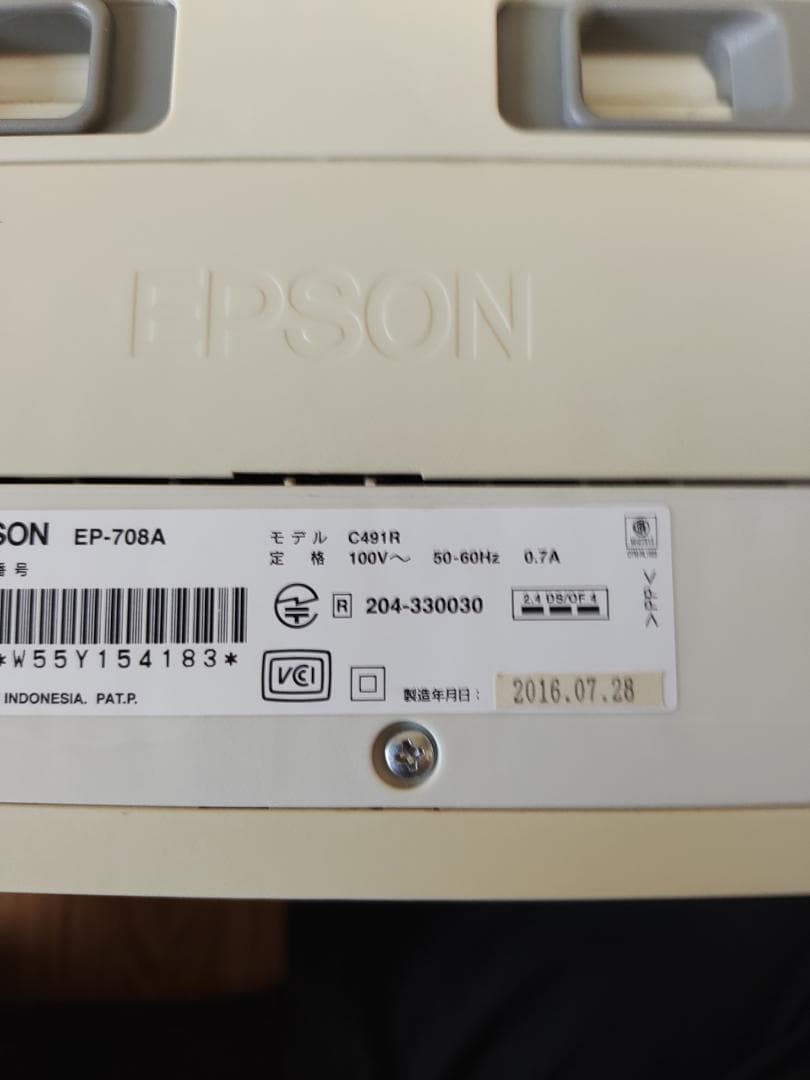 EPSON
SON EP-708A
番号
*W55Y154183*
INDONESIA. PAT.P.
モデル C491R
定格 100V～ 50-60Hz 0.7A
R 204-330030
2.4 DS/OF 4
VCI
製造年月日: 2016.07.28